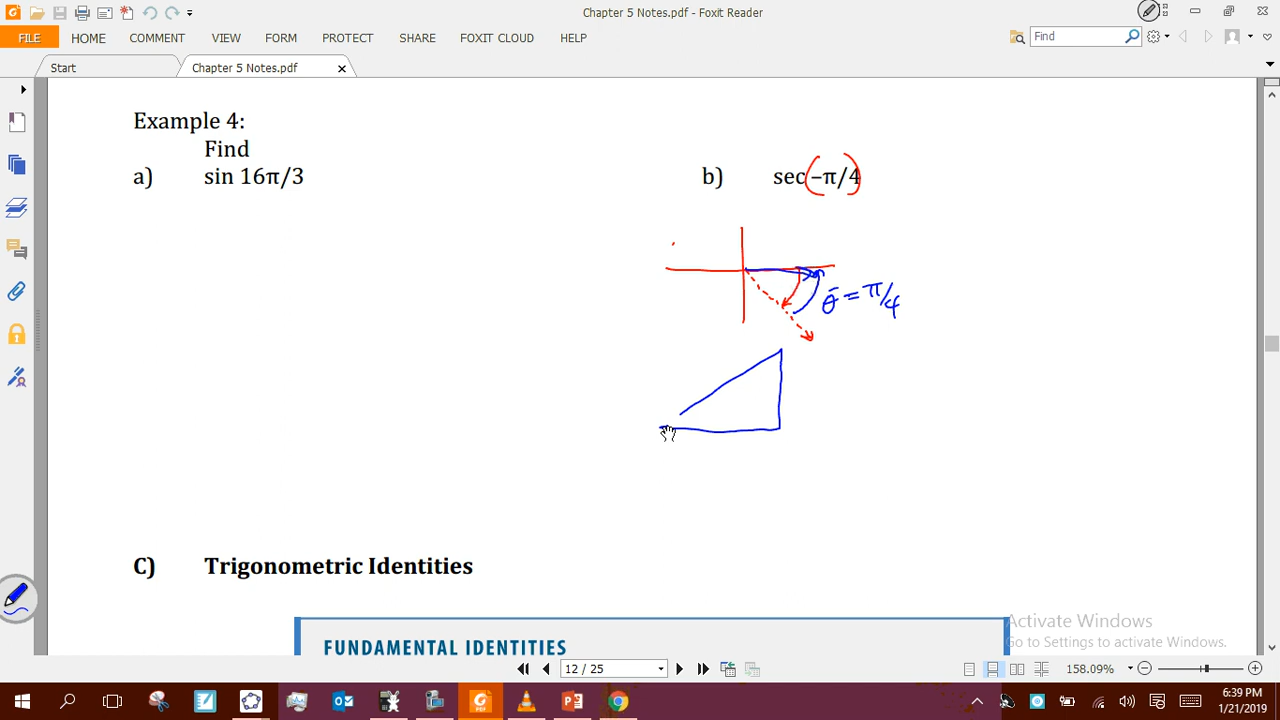 Chapter 5 Notes.pdf - Foxit Reader
FILE HOME COMMENT VIEW FORM PROTECT SHARE FOXIT CLOUD HELP Find
Start Chapter 5 Notes.pdf
Example 4:
Find
a) sin 16π/3
b) sec(−π/4)
θ̄ = π/4
C) Trigonometric Identities
FUNDAMENTAL IDENTITIES
Activate Windows
Go to Settings to activate Windows.
12 / 25
158.09%
6:39 PM
1/21/2019